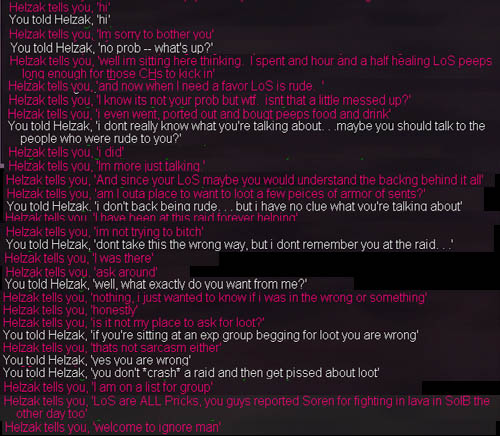 Helzak tells you, 'hi'
You told Helzak, 'hi'
Helzak tells you, 'Im sorry to bother you'
You told Helzak, 'no prob -- what's up?'
Helzak tells you, 'well im sitting here thinking.  I spent and hour and a half healing LoS peeps
long enough for those CHs to kick in'
Helzak tells you, 'and now when I need a favor LoS is rude.  '
Helzak tells you, 'I know its not your prob but wtf.  isnt that a little messed up?'
Helzak tells you, 'i even went, ported out and bougt peeps food and drink'
You told Helzak, 'i dont really know what you're talking about. . .maybe you should talk to the
people who were rude to you?'
Helzak tells you, 'i did'
Helzak tells you, 'Im more just talking '
Helzak tells you, 'And since your LoS maybe you would understand the backng behind it all'
Helzak tells you, 'am I outa place to want to loot a few peices of armor of sents?'
You told Helzak, 'i don't back being rude. . . but i have no clue what you're talking about'
Helzak tells you, 'I have been at this raid forever helping'
Helzak tells you, 'im not trying to bitch'
You told Helzak, 'dont take this the wrong way, but i dont remember you at the raid. . .'
Helzak tells you, 'I was there'
Helzak tells you, 'ask around'
You told Helzak, 'well, what exactly do you want from me?'
Helzak tells you, 'nothing, i just wanted to know if i was in the wrong or something'
Helzak tells you, 'honestly'
Helzak tells you, 'is it not my place to ask for loot?'
You told Helzak, 'if you're sitting at an exp group begging for loot you are wrong'
Helzak tells you, 'thats not sarcasm either'
You told Helzak, 'yes you are wrong'
You told Helzak, 'you don't *crash* a raid and then get pissed about loot'
Helzak tells you, 'I am on a list for group'
Helzak tells you, 'LoS are ALL Pricks, you guys reported Soren for fighting in lava in SolB the
other day too'
Helzak tells you, 'welcome to ignore man'